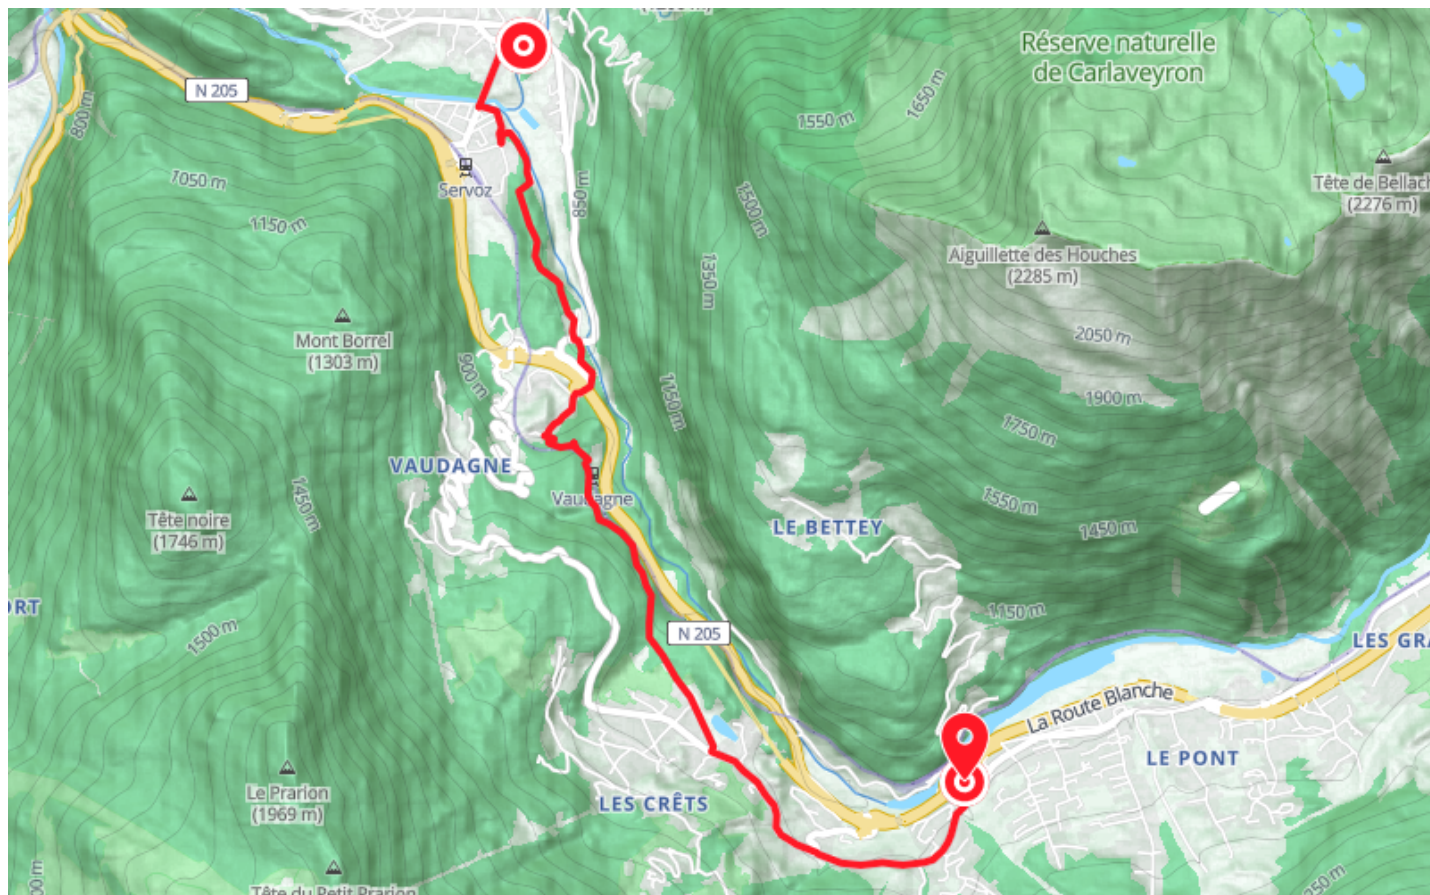 Réserve naturelle
de Carlaveyron
N 205
800 m
1650 m
1550 m
Servoz
1050 m
850 m
1500 m
Tête de Bellach
(2276 m)
1150 m
Aiguillette des Houches
(2285 m)
1350 m
Mont Borrel
(1303 m)
2050 m
900 m
1150 m
1900 m
1750 m
VAUDAGNE
1450 m
Vaudagne
1550 m
Tête noire
(1746 m)
LE BETTEY
1450 m
ORT
1150 m
1500 m
N 205
LES GRA
La Route Blanche
LE PONT
Le Prarion
(1969 m)
LES CRÊTS
Tête du Petit Prarion